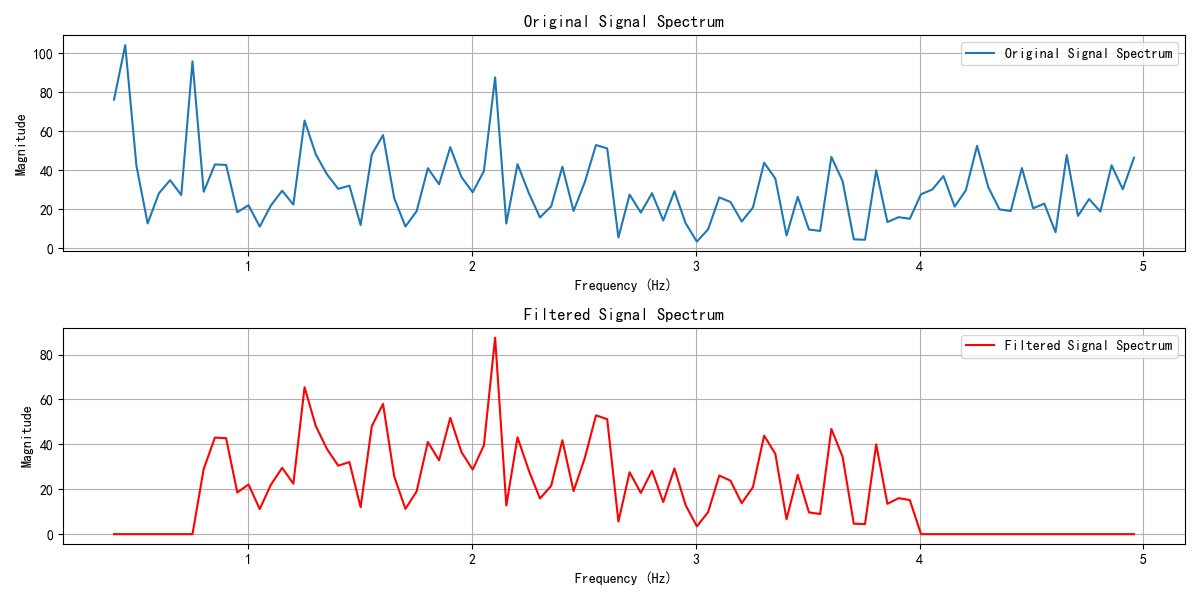 Original Signal Spectrum
Original Signal Spectrum
Magnitude
100
80
60
40
20
0
1
2
3
4
5
Frequency (Hz)
Filtered Signal Spectrum
Filtered Signal Spectrum
Magnitude
80
60
40
20
0
1
2
3
4
5
Frequency (Hz)